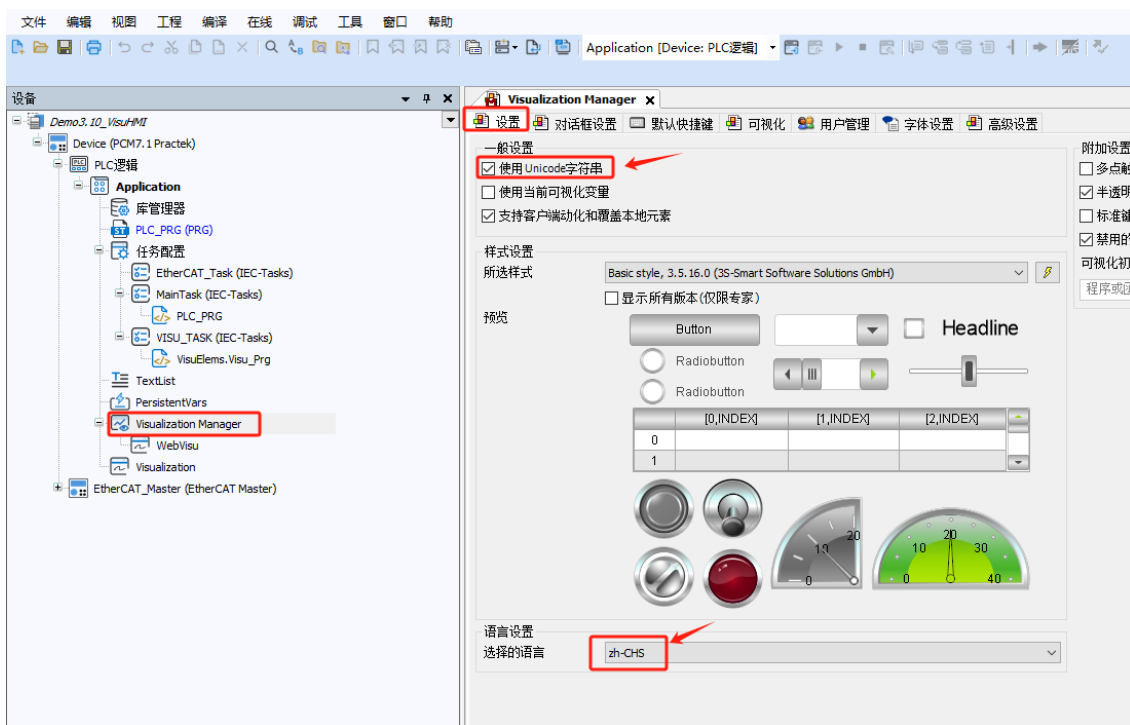 文件 编辑 视图 工程 编译 在线 调试 工具 窗口 帮助
Application [Device: PLC逻辑]
设备
Visualization Manager
Demo3.10_VisuHMI
设置 对话框设置 默认快捷键 可视化 用户管理 字体设置 高级设置
Device (PCM7.1 Practek)
一般设置 附加设置
PLC逻辑
使用Unicode字符串 多点触
Application
使用当前可视化变量 半透明
库管理器
支持客户端动化和覆盖本地元素 标准键
PLC_PRG (PRG)
禁用的
任务配置
样式设置
可视化初
EtherCAT_Task (IEC-Tasks)
所选样式 Basic style, 3.5.16.0 (3S-Smart Software Solutions GmbH)
程序或函
MainTask (IEC-Tasks)
显示所有版本(仅限专家)
PLC_PRG
预览
Button Headline
VISU_TASK (IEC-Tasks)
VisuElems.Visu_Prg
Radiobutton
TextList
Radiobutton
PersistentVars
[0,INDEX] [1,INDEX] [2,INDEX]
Visualization Manager
0
WebVisu
1
Visualization
EtherCAT_Master (EtherCAT Master)
0 10 20
0 10 20 30 40
语言设置
选择的语言 zh-CHS